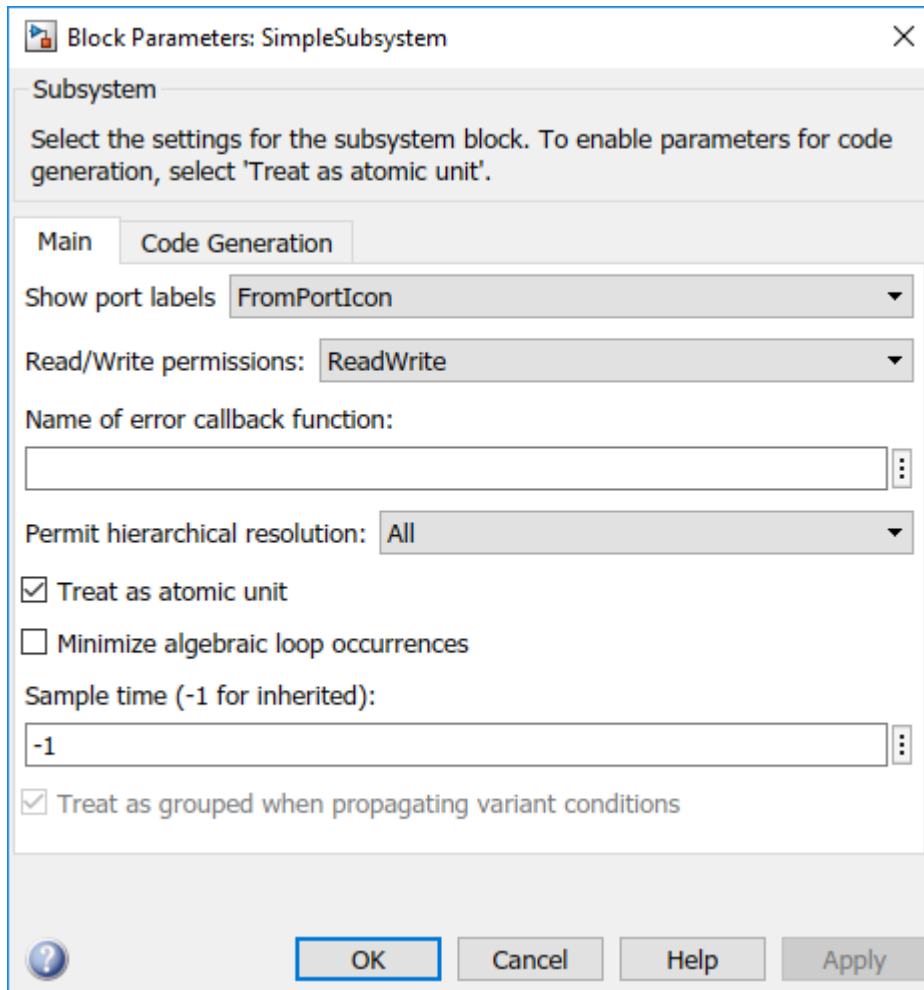 Block Parameters: SimpleSubsystem
Subsystem
Select the settings for the subsystem block. To enable parameters for code
generation, select 'Treat as atomic unit'.
Main Code Generation
Show port labels FromPortIcon
Read/Write permissions: ReadWrite
Name of error callback function:
Permit hierarchical resolution: All
Treat as atomic unit
Minimize algebraic loop occurrences
Sample time (-1 for inherited):
-1
Treat as grouped when propagating variant conditions
? OK Cancel Help Apply